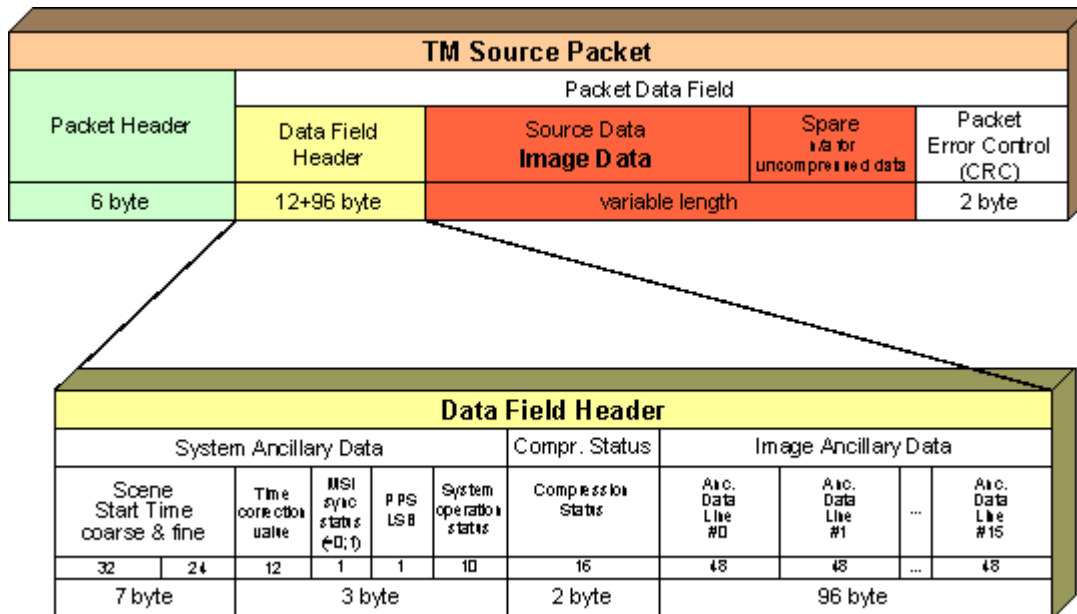 TM Source Packet
Packet Data Field
Packet Header
Data Field
Header
Source Data
Image Data
Spare
n/a for
uncompressed data
Packet
Error Control
(CRC)
6 byte
12+96 byte
variable length
2 byte
Data Field Header
System Ancillary Data
Compr. Status
Image Ancillary Data
Scene
Start Time
coarse & fine
Time
correction
value
MSI
sync
status
PPS
LSB
System
operation
status
Compression
Status
Anc.
Data
Line
#0
Anc.
Data
Line
#1
...
Anc.
Data
Line
#15
32 24 12 1 1 10 16 48 48 ... 48
7 byte
3 byte
2 byte
96 byte